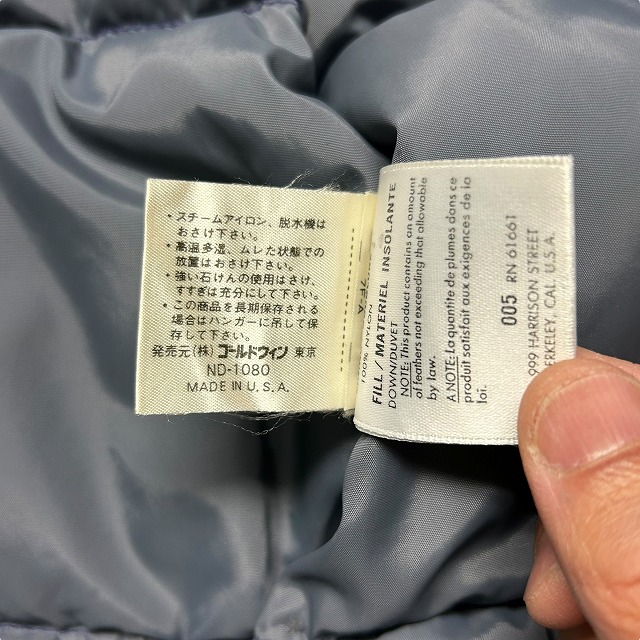 ・スチームアイロン、脱水機は
おさけ下さい。
・高温多湿、ムレた状態での
放置はおさけ下さい。
・強い石けんの使用はさけ、
すすぎは充分にして下さい。
・この商品を長期保存される
場合はハンガーに吊して保
存して下さい。
発売元(株)ゴールドウイン 東京
ND-1080
MADE IN U.S.A.
100% NYLON
FILL / MATERIEL INSOLANTE
DOWN/DUVET
NOTE: This product contains an amount
of feathers not exceeding that allowable
by law.
A NOTE: La quantite de plumes dans ce
produit satisfait aux exigences de la
loi.
005 RN 61661
999 HARRISON STREET
BERKELEY, CAL. U.S.A.